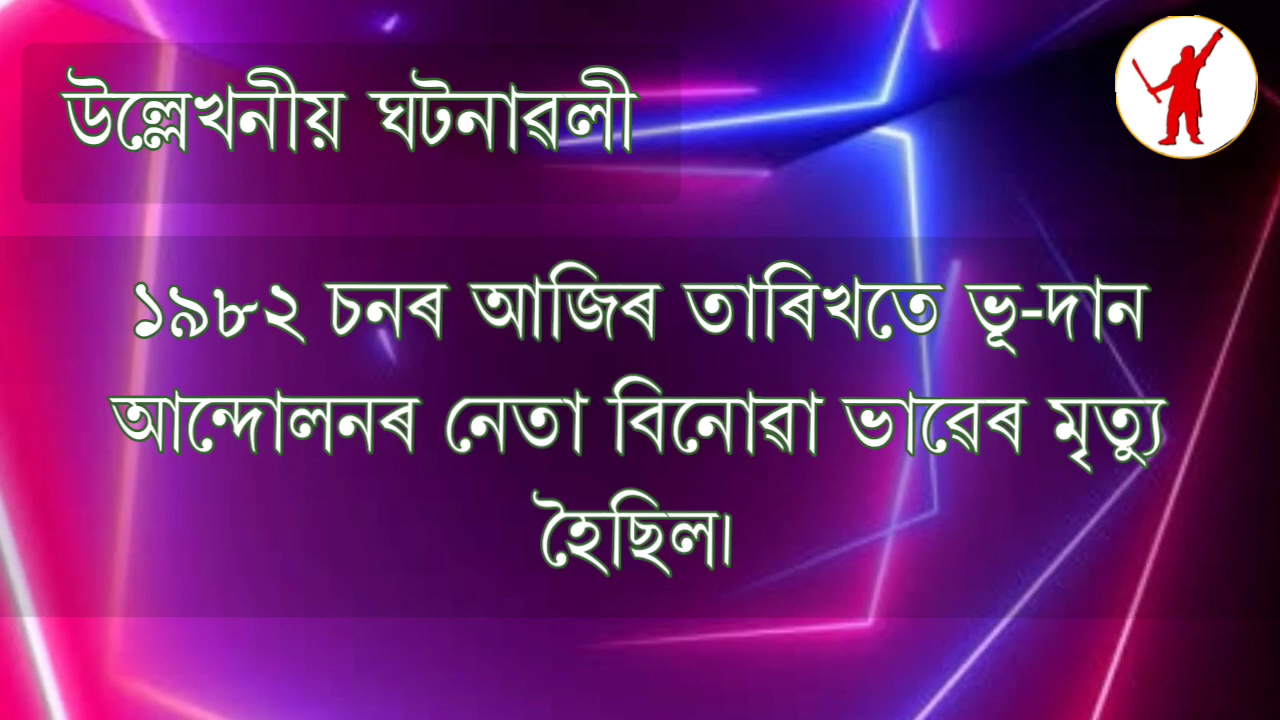 উল্লেখনীয় ঘটনাৱলী
১৯৮২ চনৰ আজিৰ তাৰিখতে ভূ-দান
আন্দোলনৰ নেতা বিনোৱা ভাৱেৰ মৃত্যু
হৈছিল।